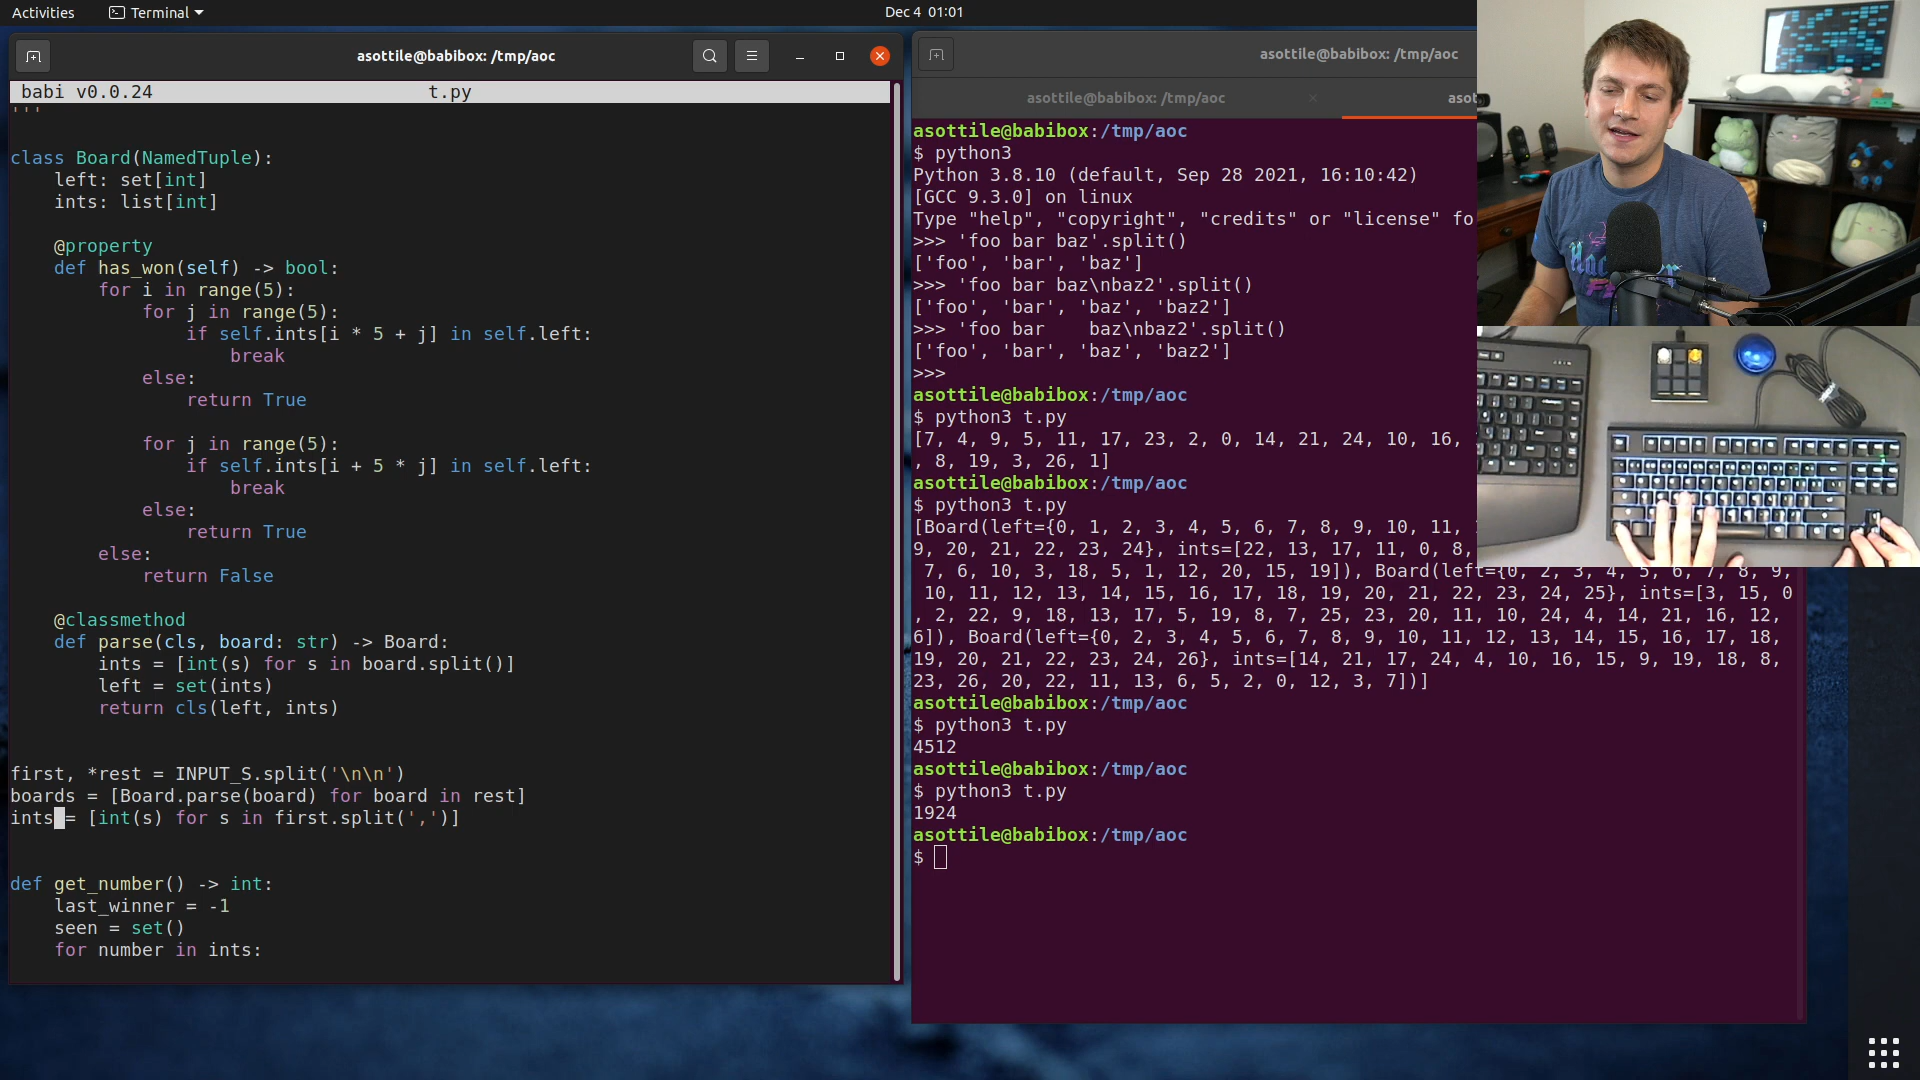 Activities
Terminal
Dec 4 01:01
asottile@babibox: /tmp/aoc
babi v0.0.24 t.py
'''
class Board(NamedTuple):
    left: set[int]
    ints: list[int]
    @property
    def has_won(self) -> bool:
        for i in range(5):
            for j in range(5):
                if self.ints[i * 5 + j] in self.left:
                    break
            else:
                return True
            for j in range(5):
                if self.ints[i + 5 * j] in self.left:
                    break
            else:
                return True
        else:
            return False
    @classmethod
    def parse(cls, board: str) -> Board:
        ints = [int(s) for s in board.split()]
        left = set(ints)
        return cls(left, ints)
first, *rest = INPUT_S.split('\n\n')
boards = [Board.parse(board) for board in rest]
ints = [int(s) for s in first.split(',')]
def get_number() -> int:
    last_winner = -1
    seen = set()
    for number in ints:
asottile@babibox: /tmp/aoc
asottile@babibox: /tmp/aoc × asot
asottile@babibox:/tmp/aoc
$ python3
Python 3.8.10 (default, Sep 28 2021, 16:10:42)
[GCC 9.3.0] on linux
Type "help", "copyright", "credits" or "license" fo
>>> 'foo bar baz'.split()
['foo', 'bar', 'baz']
>>> 'foo bar baz\nbaz2'.split()
['foo', 'bar', 'baz', 'baz2']
>>> 'foo bar    baz\nbaz2'.split()
['foo', 'bar', 'baz', 'baz2']
>>>
asottile@babibox:/tmp/aoc
$ python3 t.py
[7, 4, 9, 5, 11, 17, 23, 2, 0, 14, 21, 24, 10, 16,
, 8, 19, 3, 26, 1]
asottile@babibox:/tmp/aoc
$ python3 t.py
[Board(left={0, 1, 2, 3, 4, 5, 6, 7, 8, 9, 10, 11,
9, 20, 21, 22, 23, 24}, ints=[22, 13, 17, 11, 0, 8,
 7, 6, 10, 3, 18, 5, 1, 12, 20, 15, 19]), Board(left={0, 2, 3, 4, 5, 6, 7, 8, 9,
 10, 11, 12, 13, 14, 15, 16, 17, 18, 19, 20, 21, 22, 23, 24, 25}, ints=[3, 15, 0
, 2, 22, 9, 18, 13, 17, 5, 19, 8, 7, 25, 23, 20, 11, 10, 24, 4, 14, 21, 16, 12,
6]), Board(left={0, 2, 3, 4, 5, 6, 7, 8, 9, 10, 11, 12, 13, 14, 15, 16, 17, 18,
19, 20, 21, 22, 23, 24, 26}, ints=[14, 21, 17, 24, 4, 10, 16, 15, 9, 19, 18, 8,
23, 26, 20, 22, 11, 13, 6, 5, 2, 0, 12, 3, 7])]
asottile@babibox:/tmp/aoc
$ python3 t.py
4512
asottile@babibox:/tmp/aoc
$ python3 t.py
1924
asottile@babibox:/tmp/aoc
$